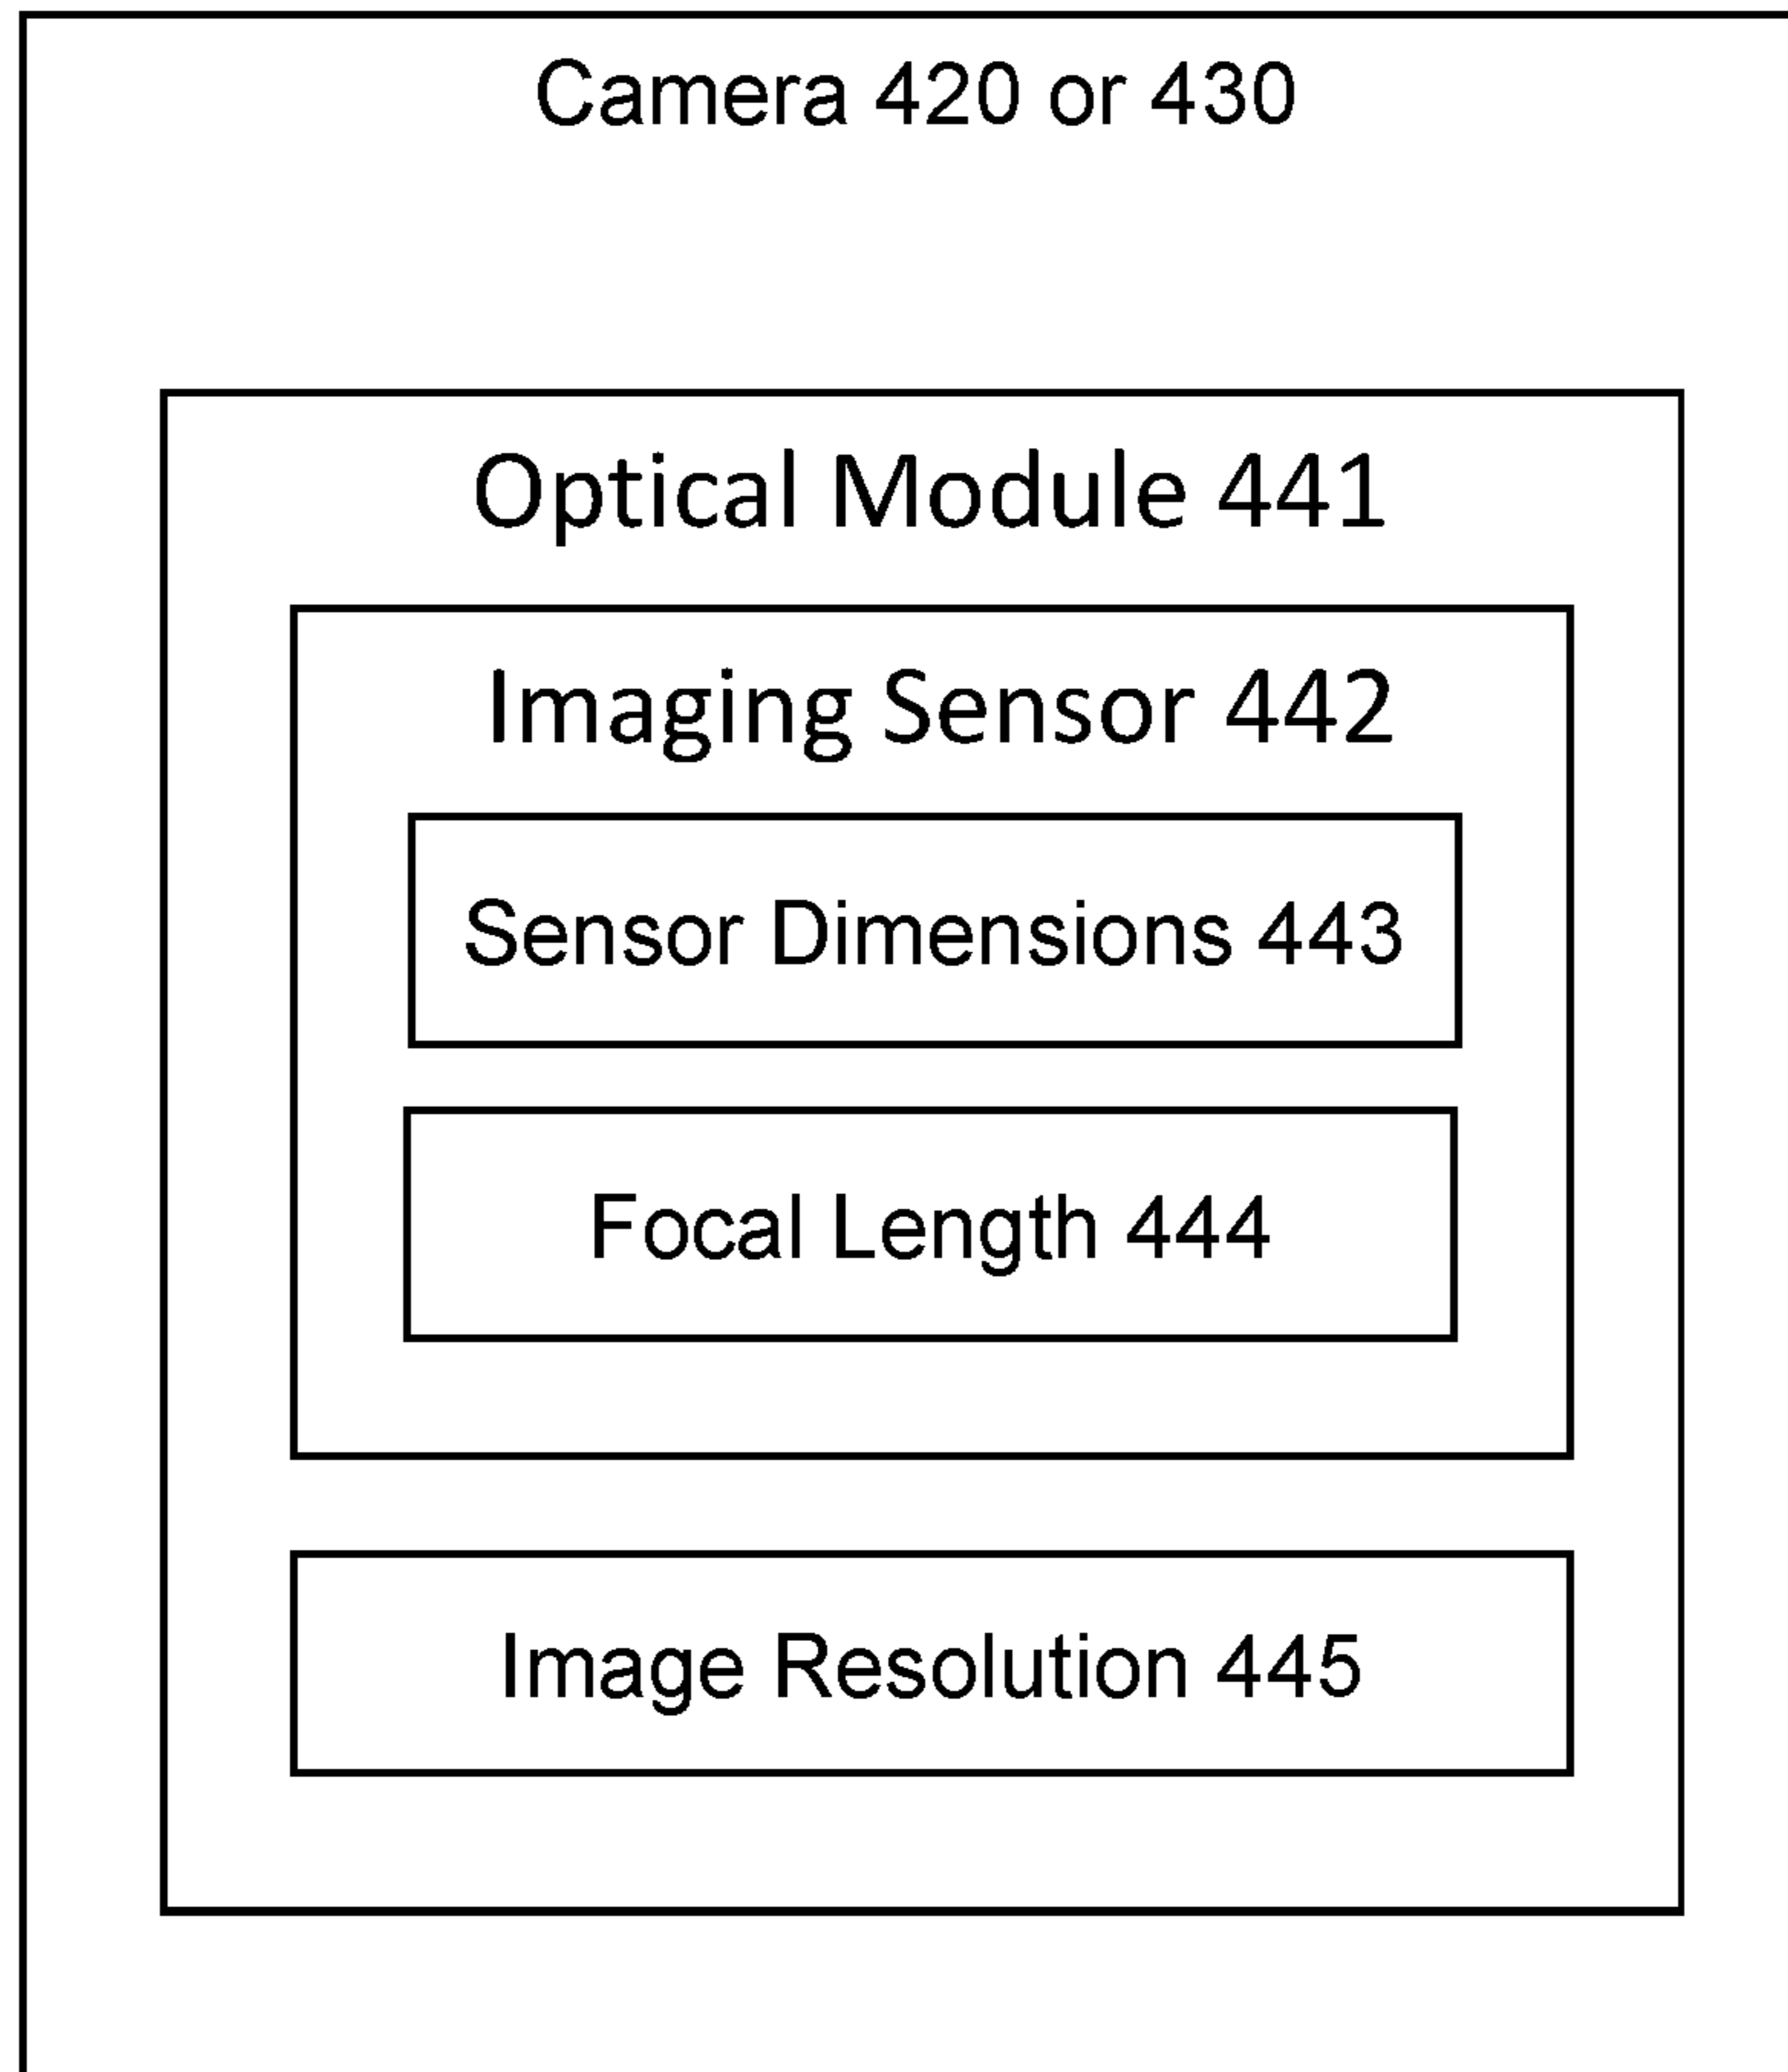 Camera 420 or 430
Optical Module 441
Imaging Sensor 442
Sensor Dimensions 443
Focal Length 444
Image Resolution 445